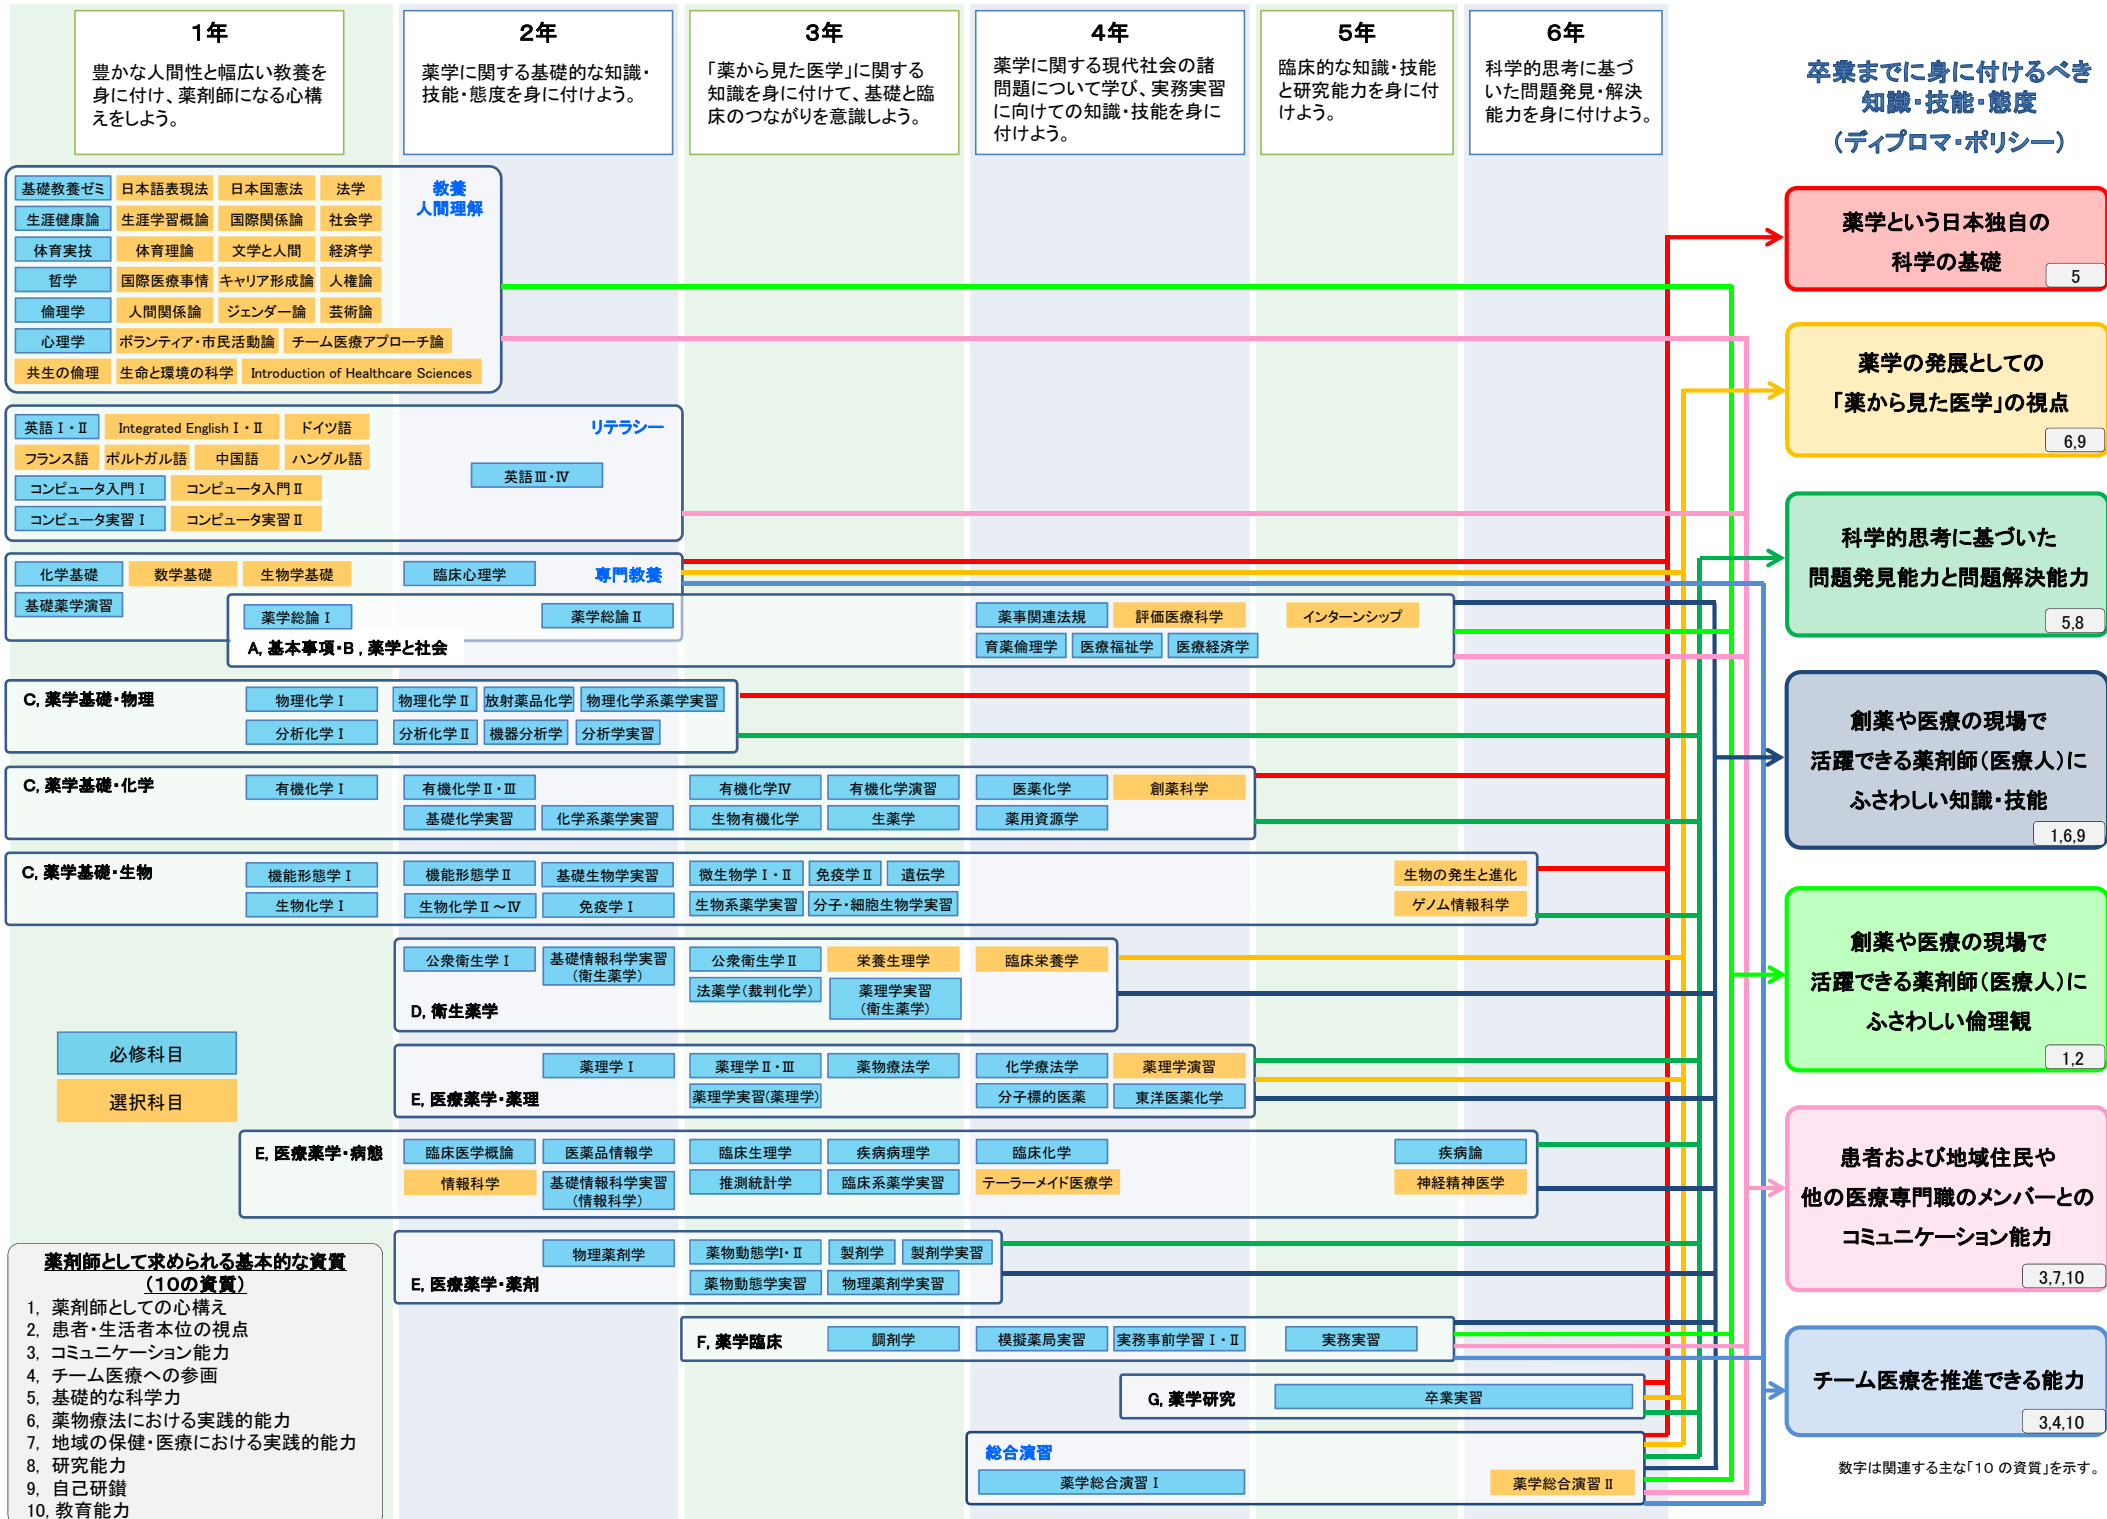 1年
豊かな人間性と幅広い教養を
身に付け、薬剤師になる心構
えをしよう。
2年
薬学に関する基礎的な知識・
技能・態度を身に付けよう。
3年
「薬から見た医学」に関する
知識を身に付けて、基礎と臨
床のつながりを意識しよう。
4年
薬学に関する現代社会の諸
問題について学び、実務実習
に向けての知識・技能を身に
付けよう。
5年
臨床的な知識・技能
と研究能力を身に付
けよう。
6年
科学的思考に基づ
いた問題発見・解決
能力を身に付けよう。
卒業までに身に付けるべき
知識・技能・態度
（ディプロマ・ポリシー）
教養
人間理解
基礎教養ゼミ 日本語表現法 日本国憲法 法学
生涯健康論 生涯学習概論 国際関係論 社会学
体育実技 体育理論 文学と人間 経済学
哲学 国際医療事情 キャリア形成論 人権論
倫理学 人間関係論 ジェンダー論 芸術論
心理学 ボランティア・市民活動論 チーム医療アプローチ論
共生の倫理 生命と環境の科学 Introduction of Healthcare Sciences
リテラシー
英語Ⅰ・Ⅱ Integrated English Ⅰ・Ⅱ ドイツ語
フランス語 ポルトガル語 中国語 ハングル語
英語Ⅲ・Ⅳ
コンピュータ入門Ⅰ コンピュータ入門Ⅱ
コンピュータ実習Ⅰ コンピュータ実習Ⅱ
化学基礎 数学基礎 生物学基礎 臨床心理学 専門教養
基礎薬学演習
薬学総論Ⅰ 薬学総論Ⅱ 薬事関連法規 評価医療科学 インターンシップ
A, 基本事項・B , 薬学と社会 育薬倫理学 医療福祉学 医療経済学
C, 薬学基礎・物理 物理化学Ⅰ 物理化学Ⅱ 放射薬品化学 物理化学系薬学実習
分析化学Ⅰ 分析化学Ⅱ 機器分析学 分析学実習
C, 薬学基礎・化学 有機化学Ⅰ 有機化学Ⅱ・Ⅲ 有機化学Ⅳ 有機化学演習 医薬化学 創薬科学
基礎化学実習 化学系薬学実習 生物有機化学 生薬学 薬用資源学
C, 薬学基礎・生物 機能形態学Ⅰ 機能形態学Ⅱ 基礎生物学実習 微生物学Ⅰ・Ⅱ 免疫学Ⅱ 遺伝学 生物の発生と進化
生物化学Ⅰ 生物化学Ⅱ～Ⅳ 免疫学Ⅰ 生物系薬学実習 分子・細胞生物学実習 ゲノム情報科学
公衆衛生学Ⅰ 基礎情報科学実習 公衆衛生学Ⅱ 栄養生理学 臨床栄養学
（衛生薬学）
法薬学（裁判化学） 薬理学実習
（衛生薬学）
D, 衛生薬学
必修科目
選択科目
薬理学Ⅰ 薬理学Ⅱ・Ⅲ 薬物療法学 化学療法学 薬理学演習
E, 医療薬学・薬理 薬理学実習(薬理学) 分子標的医薬 東洋医薬化学
E, 医療薬学・病態 臨床医学概論 医薬品情報学 臨床生理学 疾病病理学 臨床化学 疾病論
情報科学 基礎情報科学実習 推測統計学 臨床系薬学実習 テーラーメイド医療学 神経精神医学
（情報科学）
物理薬剤学 薬物動態学Ⅰ・Ⅱ 製剤学 製剤学実習
E, 医療薬学・薬剤 薬物動態学実習 物理薬剤学実習
F, 薬学臨床 調剤学 模擬薬局実習 実務事前学習Ⅰ・Ⅱ 実務実習
G, 薬学研究 卒業実習
総合演習
薬学総合演習Ⅰ 薬学総合演習Ⅱ
薬剤師として求められる基本的な資質
（10の資質）
1, 薬剤師としての心構え
2, 患者・生活者本位の視点
3, コミュニケーション能力
4, チーム医療への参画
5, 基礎的な科学力
6, 薬物療法における実践的能力
7, 地域の保健・医療における実践的能力
8, 研究能力
9, 自己研鑚
10, 教育能力
薬学という日本独自の
科学の基礎
5
薬学の発展としての
「薬から見た医学」の視点
6,9
科学的思考に基づいた
問題発見能力と問題解決能力
5,8
創薬や医療の現場で
活躍できる薬剤師（医療人）に
ふさわしい知識・技能
1,6,9
創薬や医療の現場で
活躍できる薬剤師（医療人）に
ふさわしい倫理観
1,2
患者および地域住民や
他の医療専門職のメンバーとの
コミュニケーション能力
3,7,10
チーム医療を推進できる能力
3,4,10
数字は関連する主な「10 の資質」を示す。